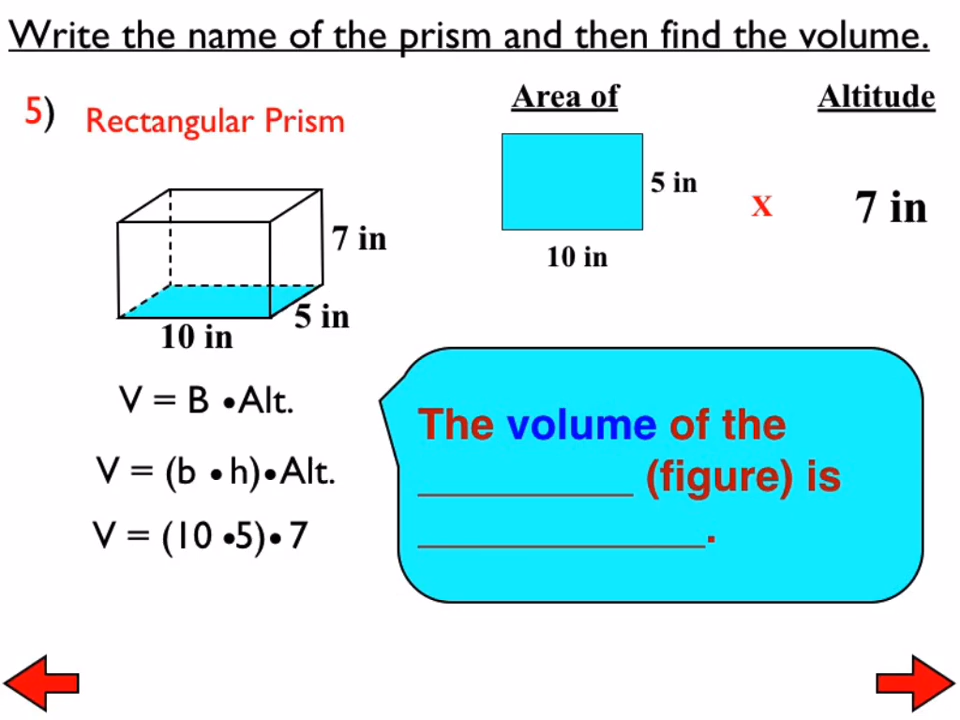 Write the name of the prism and then find the volume.
5) Rectangular Prism
Area of
Altitude
5 in
x
7 in
10 in
7 in
5 in
10 in
V = B •Alt.
V = (b • h)•Alt.
V = (10 •5)• 7
The volume of the
_________ (figure) is
____________.